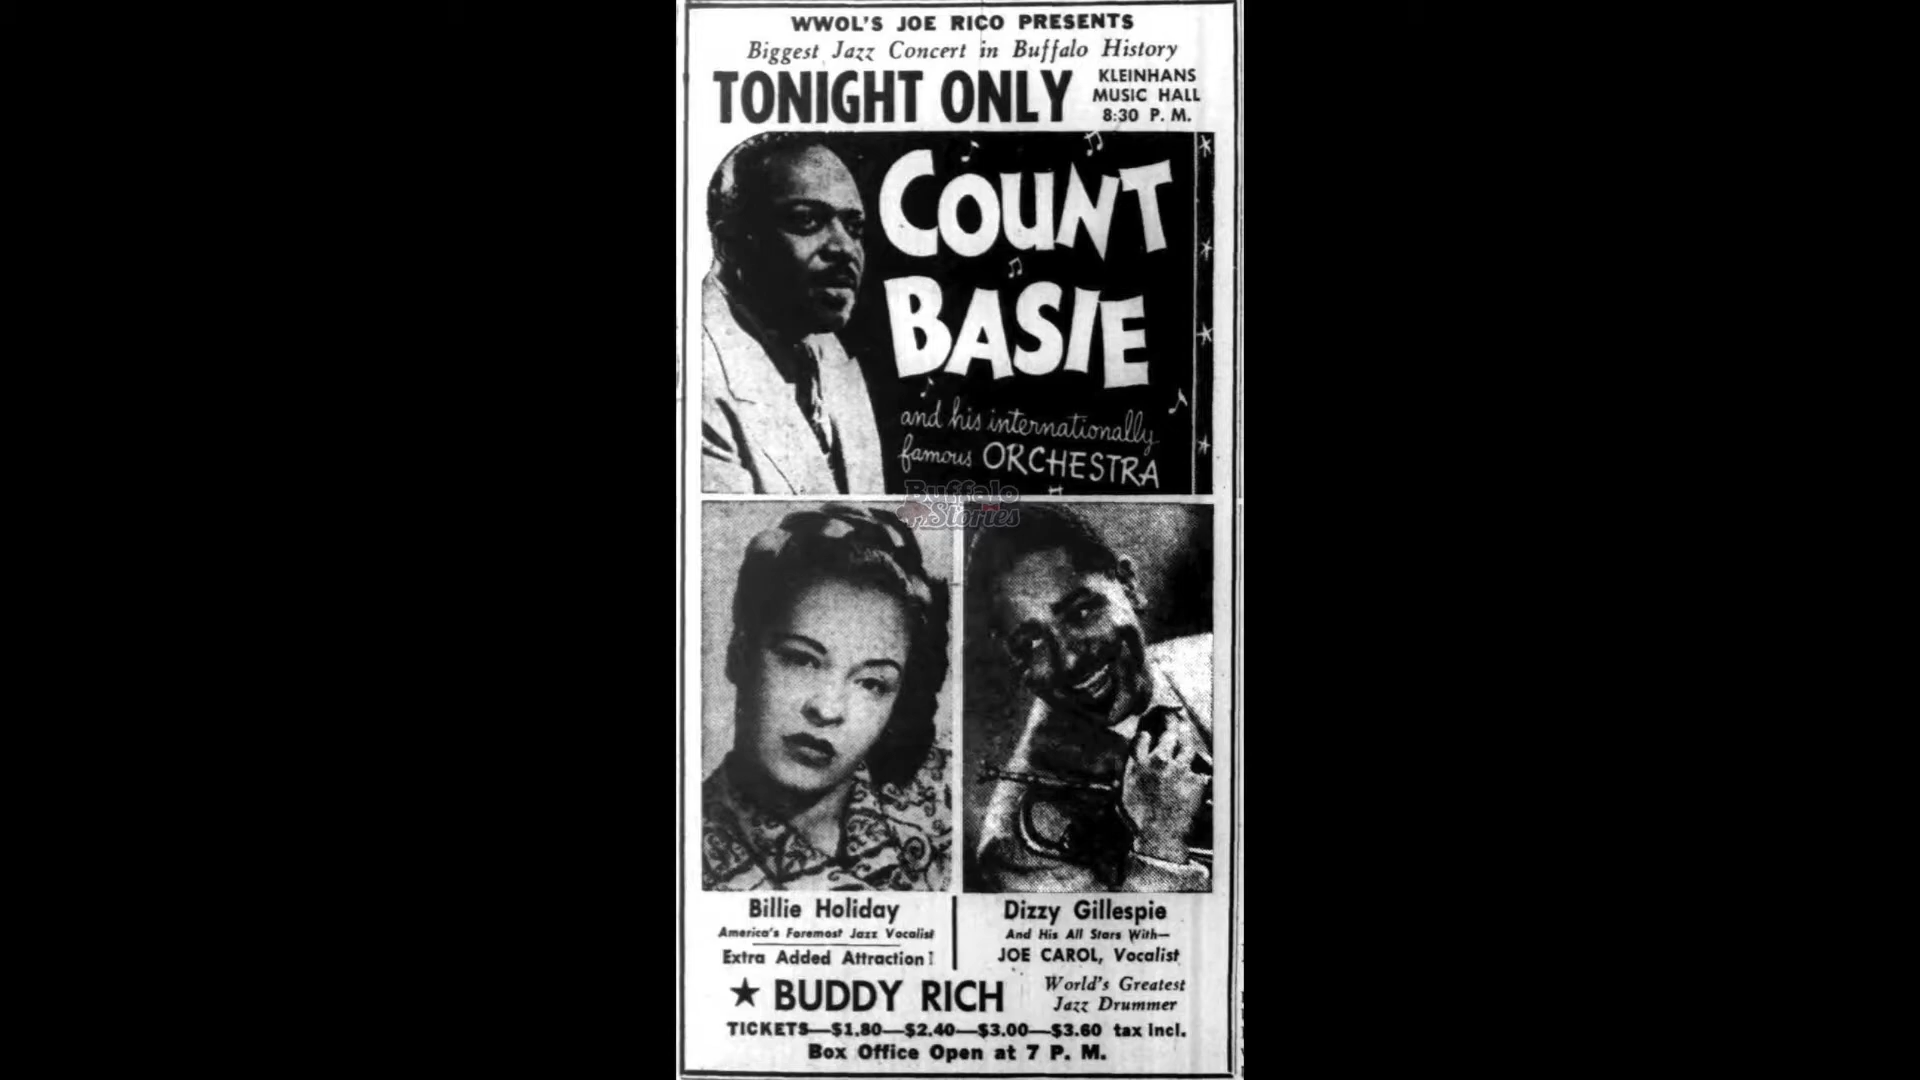 WWOL'S JOE RICO PRESENTS
Biggest Jazz Concert in Buffalo History
TONIGHT ONLY
KLEINHANS
MUSIC HALL
8:30 P. M.
COUNT
BASIE
and his internationally
famous ORCHESTRA
Buffalo
Stories
Billie Holiday
America's Foremost Jazz Vocalist
Extra Added Attraction!
Dizzy Gillespie
And His All Stars With—
JOE CAROL, Vocalist
★ BUDDY RICH
World's Greatest
Jazz Drummer
TICKETS—$1.80—$2.40—$3.00—$3.60 tax incl.
Box Office Open at 7 P. M.